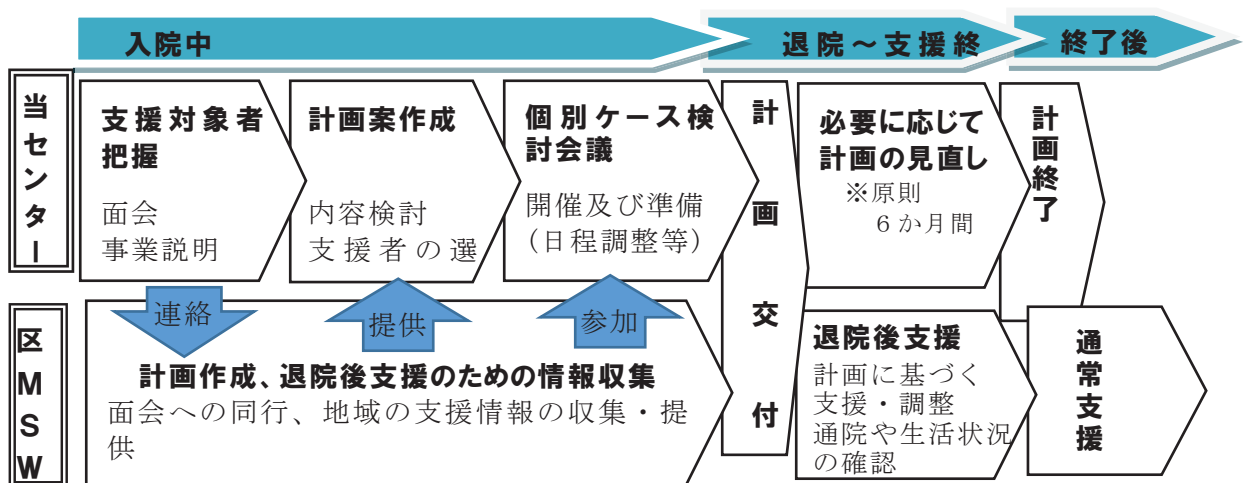 入院中
退院～支援終
終了後
当センター
支援対象者
把握
面会
事業説明
計画案作成
内容検討
支援者の選
個別ケース検
討会議
開催及び準備
（日程調整等）
計画交付
必要に応じて
計画の見直し
※原則
６か月間
計画終了
連絡
提供
参加
区MSW
計画作成、退院後支援のための情報収集
面会への同行、地域の支援情報の収集・提
供
退院後支援
計画に基づく
支援・調整
通院や生活状況
の確認
通常支援